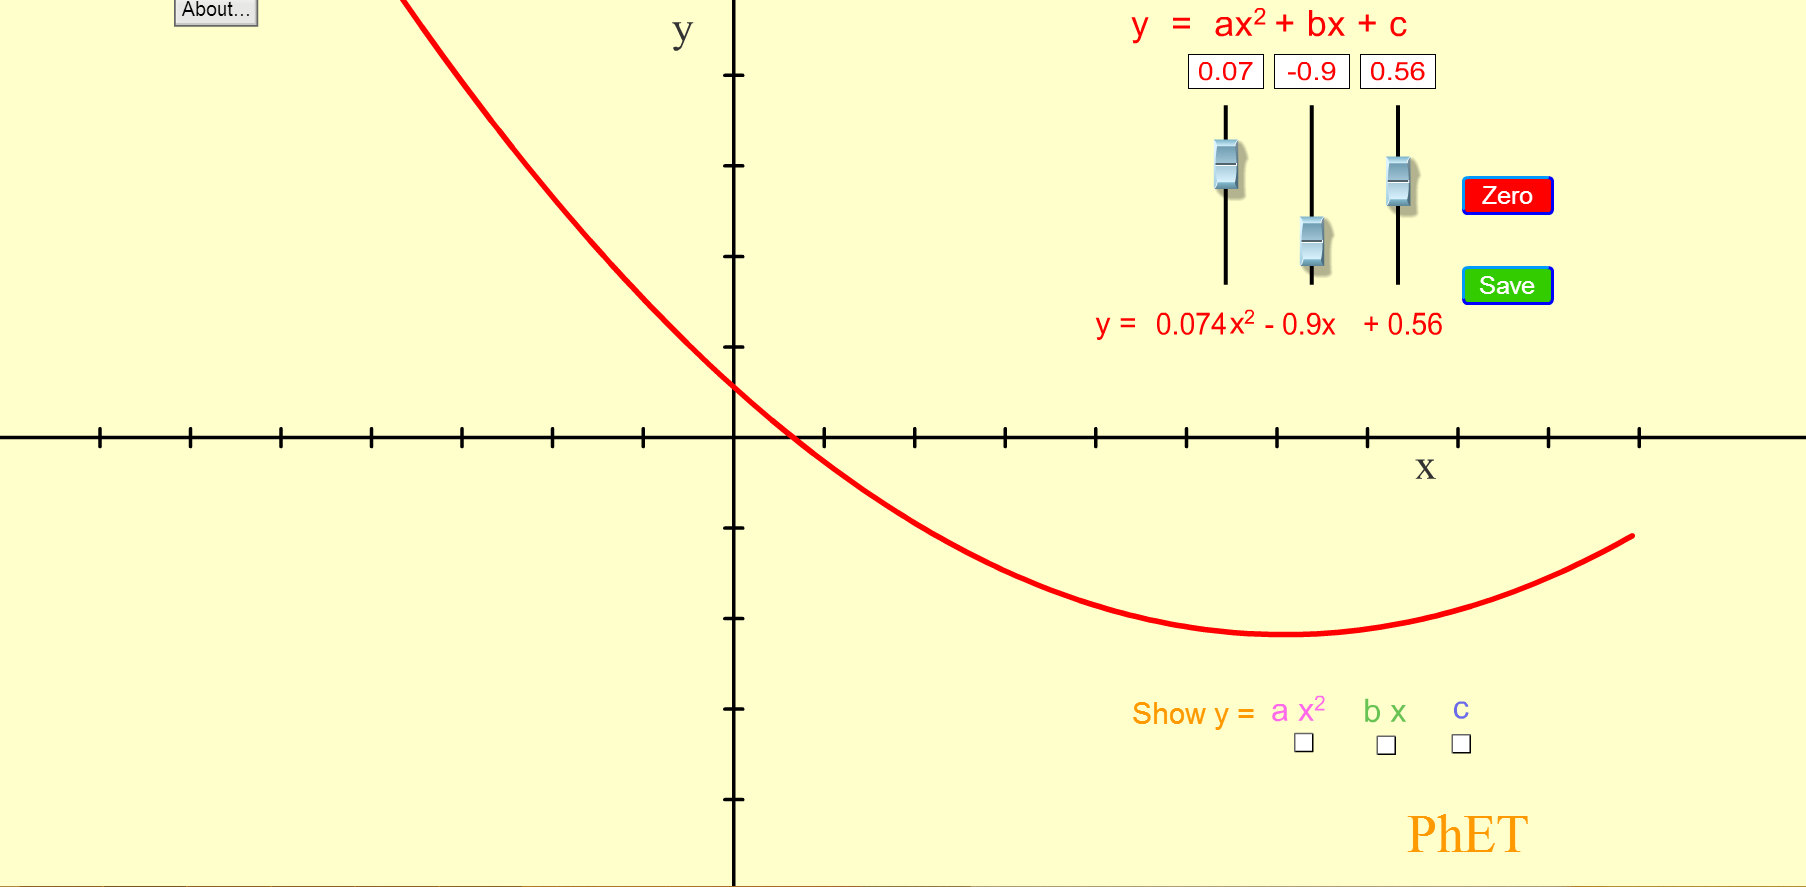 About...
y
y = ax² + bx + c
0.07 -0.9 0.56
Zero
Save
y = 0.074x² - 0.9x + 0.56
x
Show y = a x² b x c
PhET